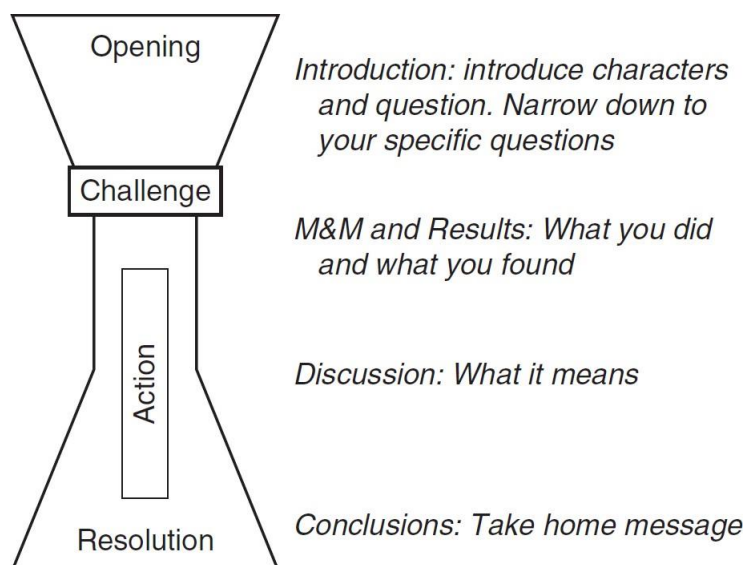 Opening
Introduction: introduce characters
and question. Narrow down to
your specific questions
Challenge
M&M and Results: What you did
and what you found
Action
Discussion: What it means
Resolution
Conclusions: Take home message